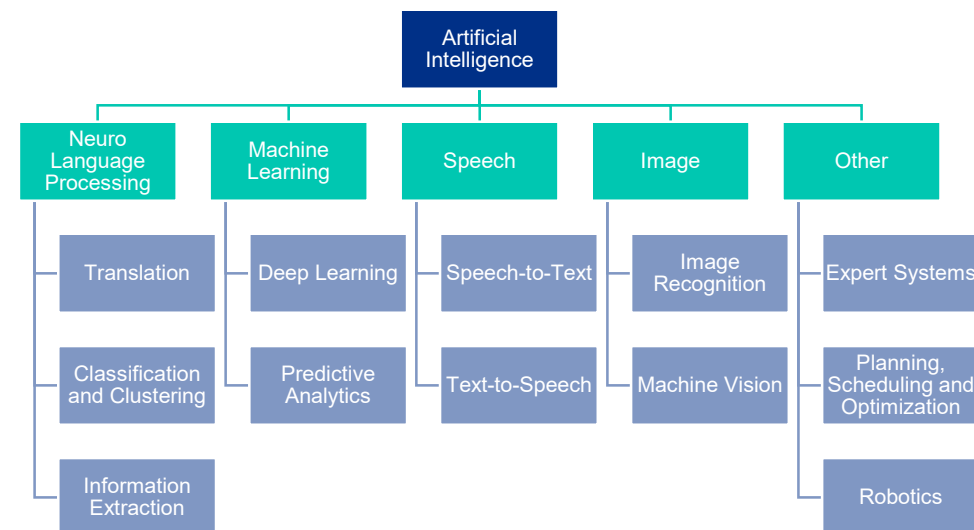 Artificial
Intelligence
Neuro
Language
Processing
Machine
Learning
Speech
Image
Other
Translation
Deep Learning
Speech-to-Text
Image
Recognition
Expert Systems
Classification
and Clustering
Predictive
Analytics
Text-to-Speech
Machine Vision
Planning,
Scheduling and
Optimization
Information
Extraction
Robotics